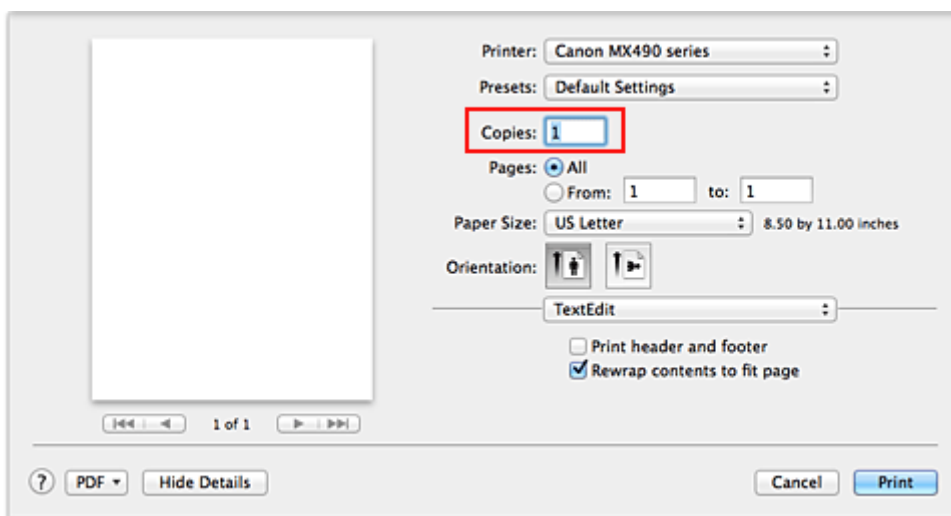 Printer: Canon MX490 series
Presets: Default Settings
Copies: 1
Pages: All
From: 1 to: 1
Paper Size: US Letter 8.50 by 11.00 inches
Orientation:
TextEdit
Print header and footer
Rewrap contents to fit page
1 of 1
? PDF Hide Details Cancel Print